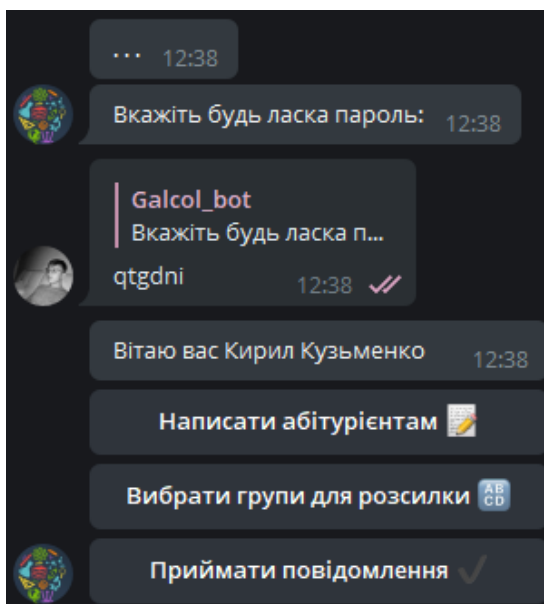 ... 12:38
Вкажіть будь ласка пароль: 12:38
Galcol_bot
Вкажіть будь ласка п...
qtgdni 12:38
Вітаю вас Кирил Кузьменко 12:38
Написати абітурієнтам 📝
Вибрати групи для розсилки 🔠
Приймати повідомлення ✔️